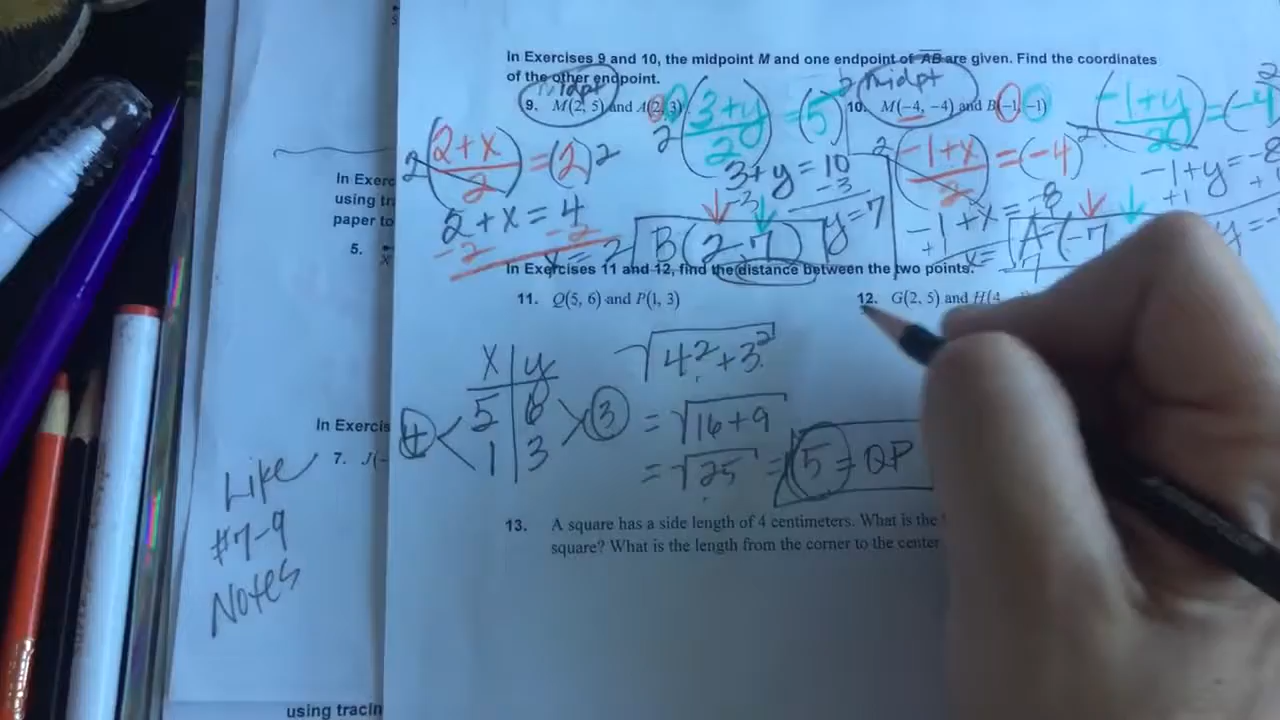 In Exercises 9 and 10, the midpoint M and one endpoint of AB are given. Find the coordinates
of the other endpoint.
midpt
9. M(2, 5) and A(2, 3)
2(2+x/2)=(2)2
2+x=4
-2 -2
x=2
2(3+y/2)=(5)2
3+y=10
-3 -3
y=7
B(2,7)
midpt
10. M(-4, -4) and B(-1, -1)
2(-1+x/2)=(-4)2
-1+x=-8
+1
x=
7
(-1+y/2)=(-4
2
-1+y=-8
+1 +
y=-
A=(-7
In Exercises 11 and 12, find the distance between the two points.
11. Q(5, 6) and P(1, 3)
12. G(2, 5) and H(4
x|y
5 6
1 3
4
3
√4²+3²
=√16+9
=√25=5=QP
13. A square has a side length of 4 centimeters. What is the
square? What is the length from the corner to the center
In Exerc
using tr
paper to
5.
In Exercis
7. J(-
Like
#7-9
Notes
using tracin